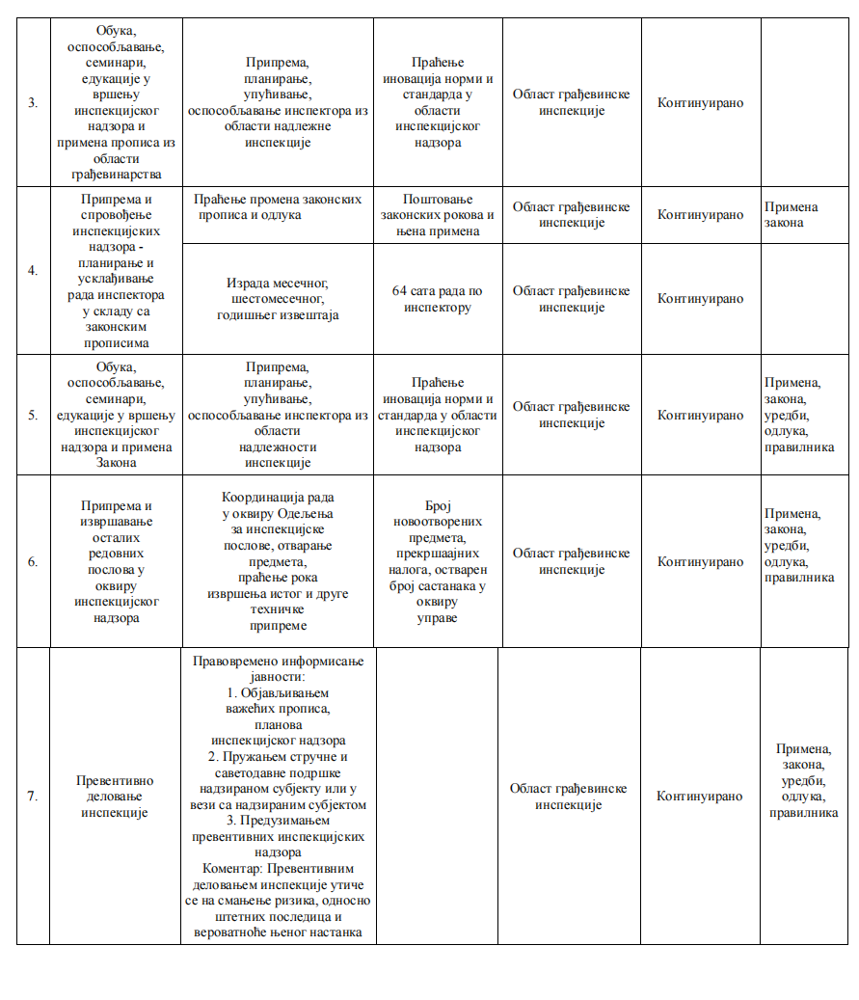 3.
Обука,
оспособљавање,
семинари,
едукације у
вршењу
инспекцијског
надзора и
примена прописа из
области
грађевинарства
Припрема,
планирање,
упућивање,
оспособљавање инспектора из
области надлежне
инспекције
Праћење
иновација норми и
стандарда у
области
инспекцијског
надзора
Област грађевинске
инспекције
Континуирано
4.
Припрема и
спровођење
инспекцијских
надзора -
планирање и
усклађивање
рада инспектора
у складу са
законским
прописима
Праћење промена законских
прописа и одлука
Поштовање
законских рокова и
њена примена
Област грађевинске
инспекције
Континуирано
Примена
закона
Израда месечног,
шестомесечног,
годишњег извештаја
64 сата рада по
инспектору
Област грађевинске
инспекције
Континуирано
5.
Обука,
оспособљавање,
семинари,
едукације у вршењу
инспекцијског
надзора и примена
Закона
Припрема,
планирање,
упућивање,
оспособљавање инспектора из
области
надлежности
инспекције
Праћење
иновација норми и
стандарда у области
инспекцијског
надзора
Област грађевинске
инспекције
Континуирано
Примена,
закона,
уредби,
одлука,
правилника
6.
Припрема и
извршавање
осталих
редовних
послова у
оквиру
инспекцијског
надзора
Координација рада
у оквиру Одељења
за инспекцијске
послове, отварање
предмета,
праћење рока
извршења истог и друге
техничке
припреме
Број
новоотворених
предмета,
прекршаајних
налога, остварен
број састанака у
оквиру
управе
Област грађевинске
инспекције
Континуирано
Примена,
закона,
уредби,
одлука,
правилника
7.
Превентивно
деловање
инспекције
Правовремено информисање
јавности:
1. Објављивањем
важећих прописа,
планова
инспекцијског надзора
2. Пружањем стручне и
саветодавне подршке
надзираном субјекту или у
вези са надзираним субјектом
3. Предузимањем
превентивних инспекцијских
надзора
Коментар: Превентивним
деловањем инспекције утиче
се на смањење ризика, односно
штетних последица и
вероватноће њеног настанка
Област грађевинске
инспекције
Континуирано
Примена,
закона,
уредби,
одлука,
правилника